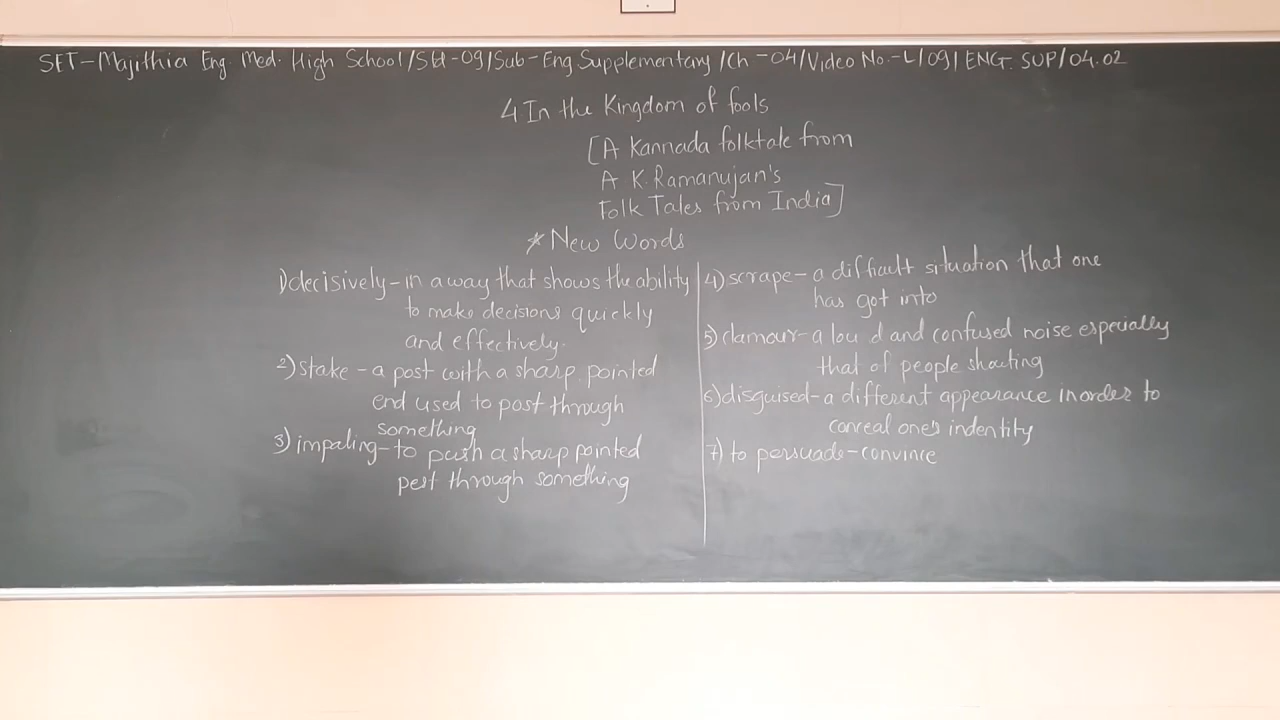 SET-Majithia Eng. Med. High School/Std-09/Sub-Eng Supplementary/Ch-04/Video No.-L/09/ENG. SUP/04.02
4 In the Kingdom of fools
[A Kannada folktale from
A K. Ramanujan's
Folk Tales from India]
* New Words
1) decisively - in a way that shows the ability
to make decisions quickly
and effectively.
2) stake - a post with a sharp pointed
end used to post through
something
3) impaling - to push a sharp pointed
pest through something
4) scrape - a difficult situation that one
has got into
5) clamour - a lou d and confused noise especially
that of people shouting
6) disguised - a different appearance inorder to
conceal one's indentity
7) to persuade - convince